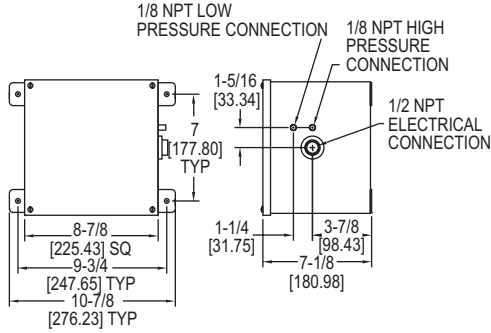 1/8 NPT LOW
PRESSURE CONNECTION
1/8 NPT HIGH
PRESSURE
CONNECTION
1-5/16
[33.34]
1/2 NPT
ELECTRICAL
CONNECTION
7
[177.80]
TYP
8-7/8
[225.43] SQ
9-3/4
[247.65] TYP
10-7/8
[276.23] TYP
1-1/4
[31.75]
3-7/8
[98.43]
7-1/8
[180.98]